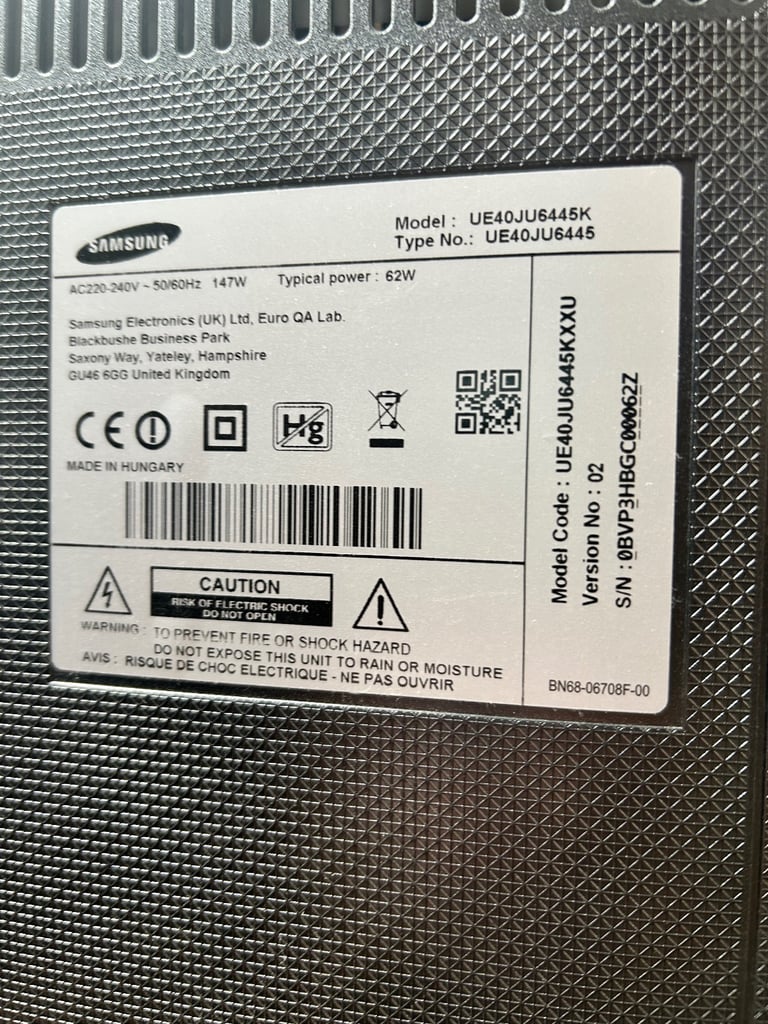 SAMSUNG
Model : UE40JU6445K
Type No.: UE40JU6445
AC220-240V ~ 50/60Hz 147W Typical power : 62W
Samsung Electronics (UK) Ltd, Euro QA Lab.
Blackbushe Business Park
Saxony Way, Yateley, Hampshire
GU46 6GG United Kingdom
CE
Hg
MADE IN HUNGARY
CAUTION
RISK OF ELECTRIC SHOCK
DO NOT OPEN
WARNING : TO PREVENT FIRE OR SHOCK HAZARD
DO NOT EXPOSE THIS UNIT TO RAIN OR MOISTURE
AVIS : RISQUE DE CHOC ELECTRIQUE - NE PAS OUVRIR
Model Code : UE40JU6445KXXU
Version No : 02
S/N : 0BVP3HBGC00062Z
BN68-06708F-00